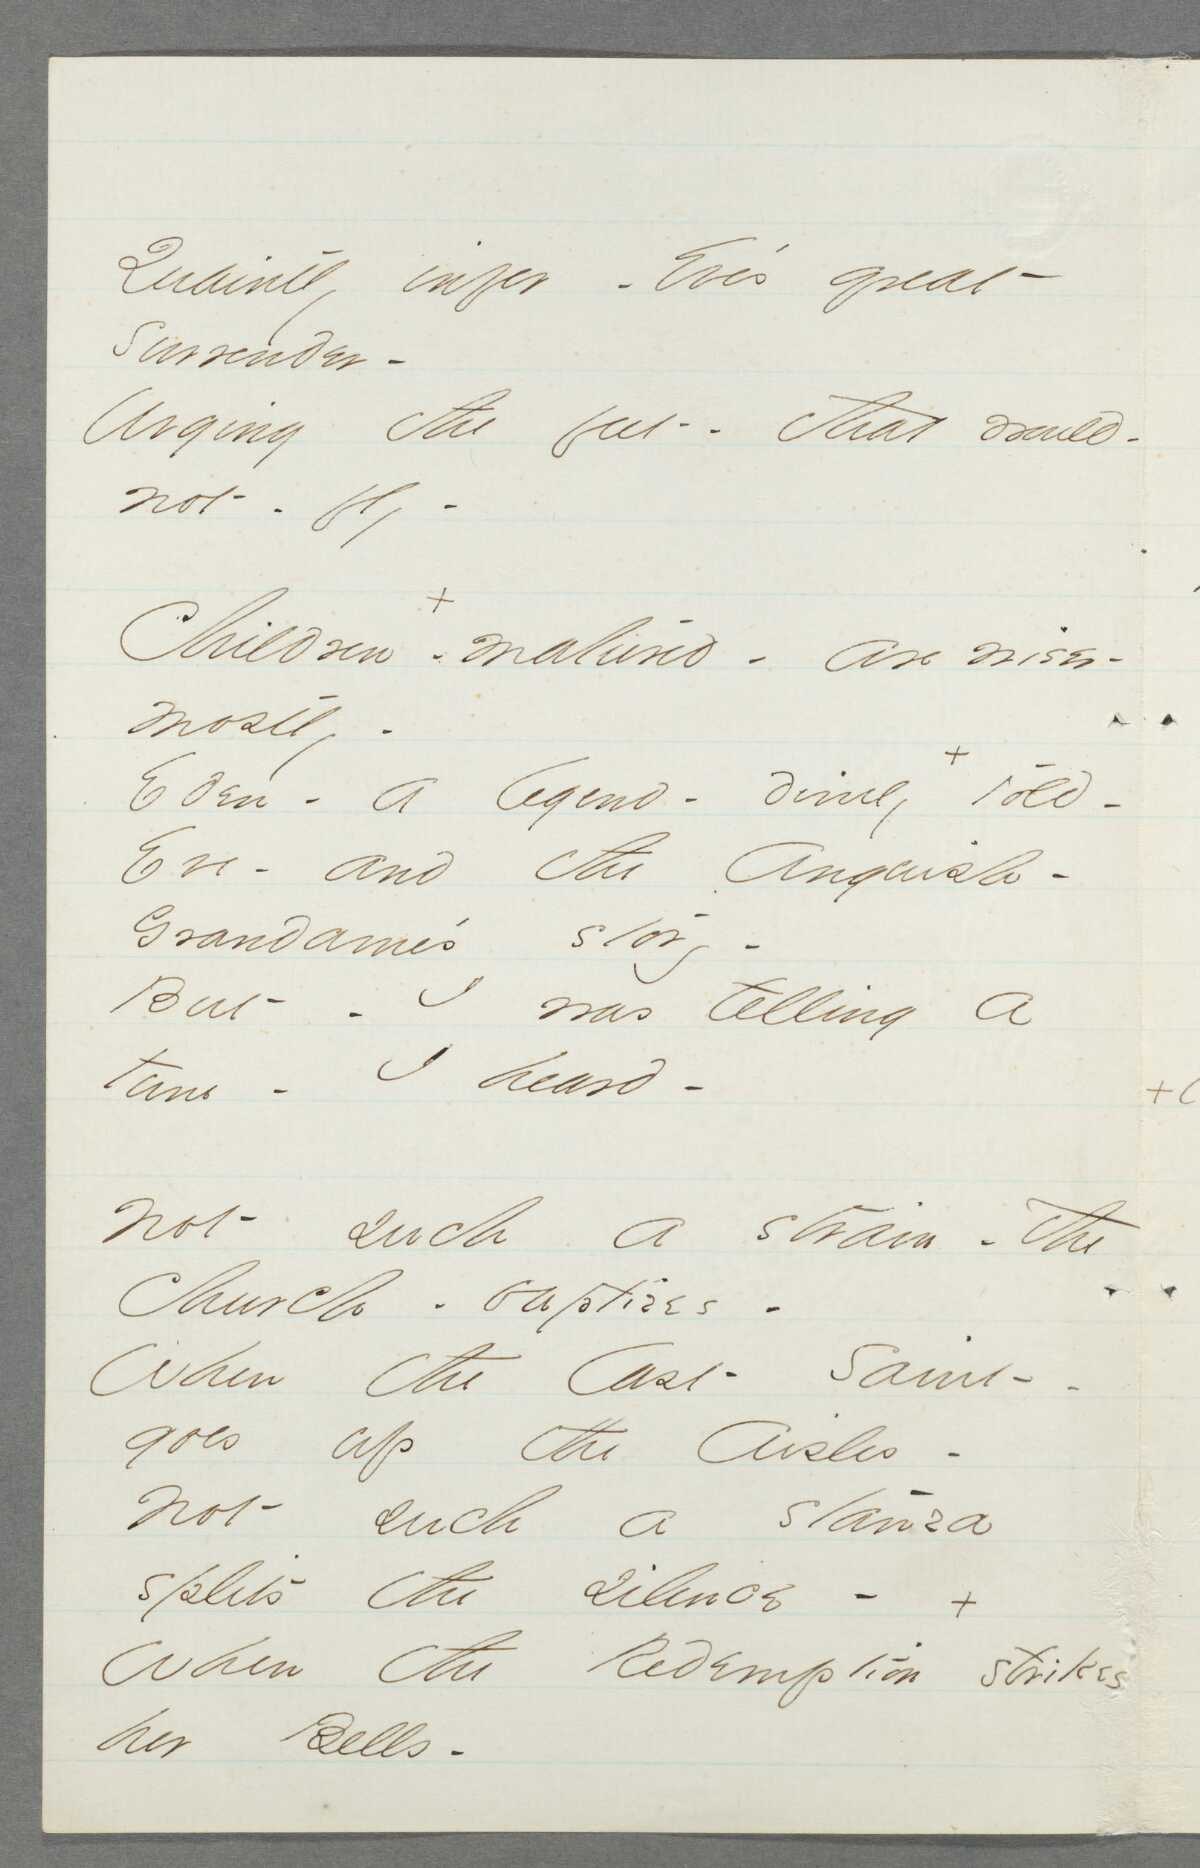 Quaintly infer - Eve's great
surrender -
Urging the feet - that would -
not - fly -
+
Children - matured - are wiser -
mostly -
+
Eden - a legend - dimly told -
Eve - and the Anguish -
Grandame's story -
But - I was telling a
tune - I heard -
+
Not such a strain - the
Church - baptizes -
When the last Saint -
goes up the Aisles -
Not such a stanza
splits the silence - +
When the Redemption strikes
her Bells -